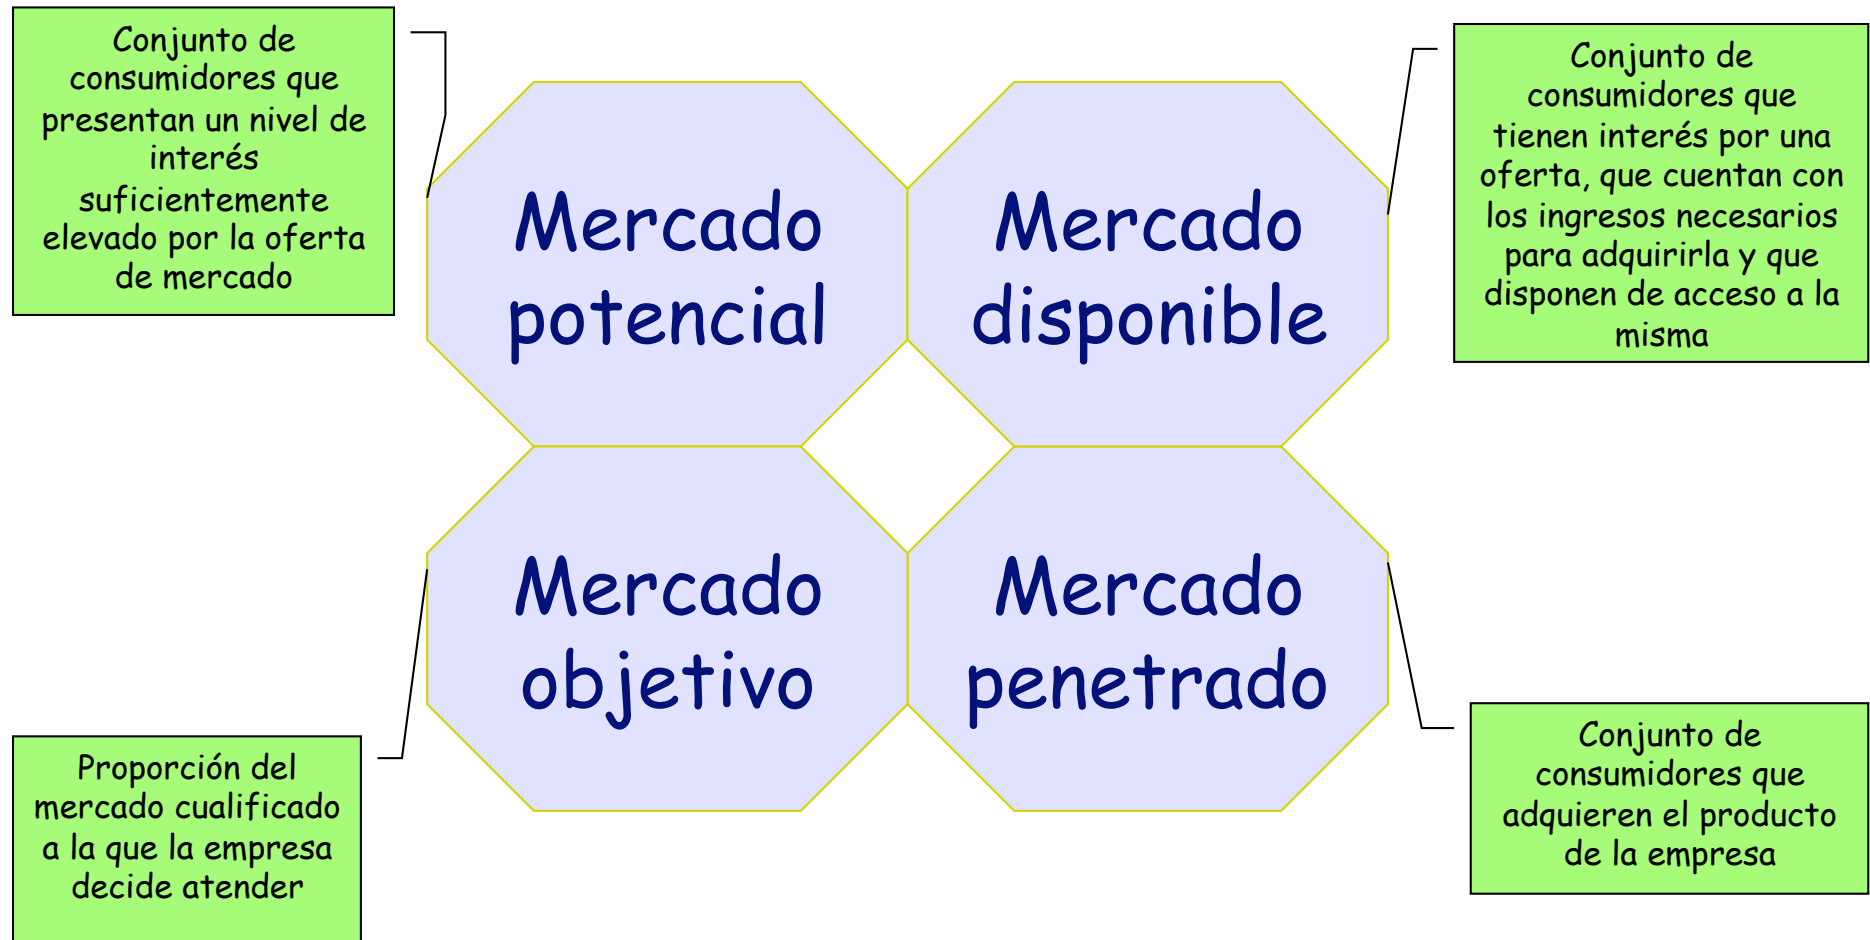 Conjunto de
consumidores que
presentan un nivel de
interés
suficientemente
elevado por la oferta
de mercado
Mercado
potencial
Mercado
disponible
Conjunto de
consumidores que
tienen interés por una
oferta, que cuentan con
los ingresos necesarios
para adquirirla y que
disponen de acceso a la
misma
Proporción del
mercado cualificado
a la que la empresa
decide atender
Mercado
objetivo
Mercado
penetrado
Conjunto de
consumidores que
adquieren el producto
de la empresa